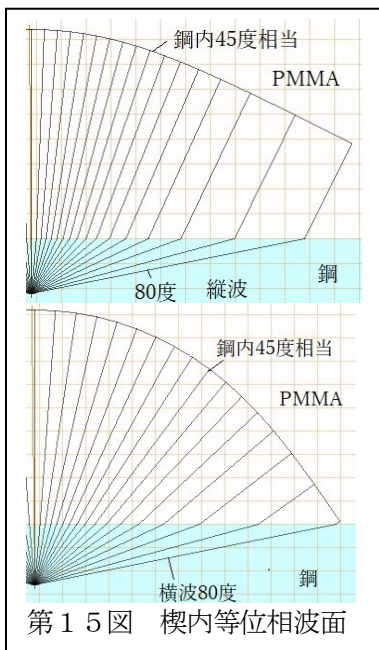 鋼内45度相当
PMMA
鋼
80度 縦波
鋼内45度相当
PMMA
鋼
横波80度
第１５図 楔内等位相波面